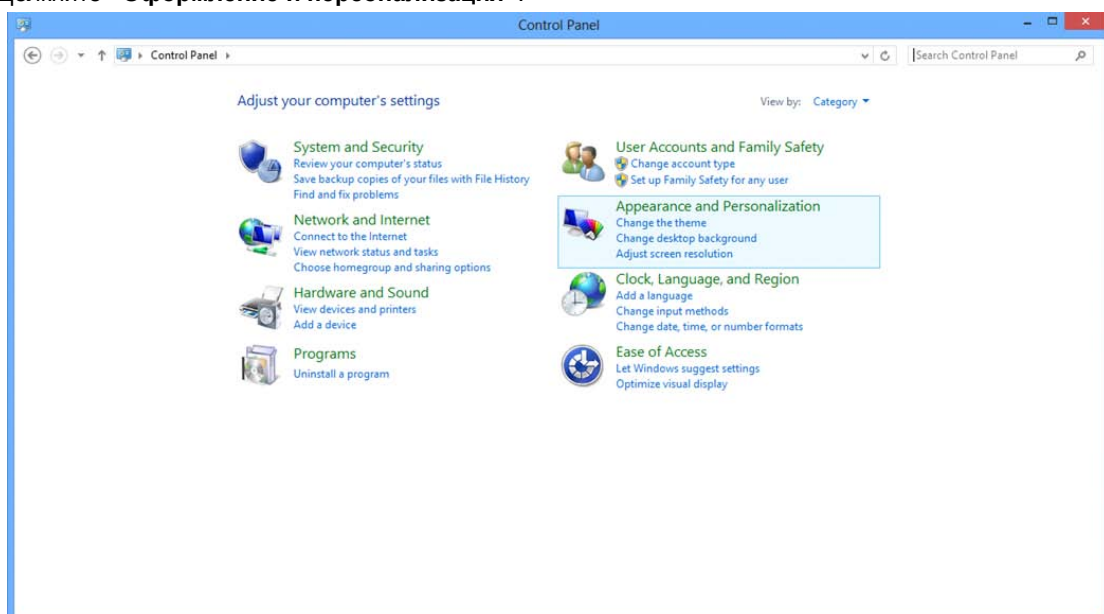 Щелкните "Оформление и персонализация".
Control Panel
Control Panel
Search Control Panel
Adjust your computer's settings
View by: Category
System and Security
Review your computer's status
Save backup copies of your files with File History
Find and fix problems
Network and Internet
Connect to the Internet
View network status and tasks
Choose homegroup and sharing options
Hardware and Sound
View devices and printers
Add a device
Programs
Uninstall a program
User Accounts and Family Safety
Change account type
Set up Family Safety for any user
Appearance and Personalization
Change the theme
Change desktop background
Adjust screen resolution
Clock, Language, and Region
Add a language
Change input methods
Change date, time, or number formats
Ease of Access
Let Windows suggest settings
Optimize visual display